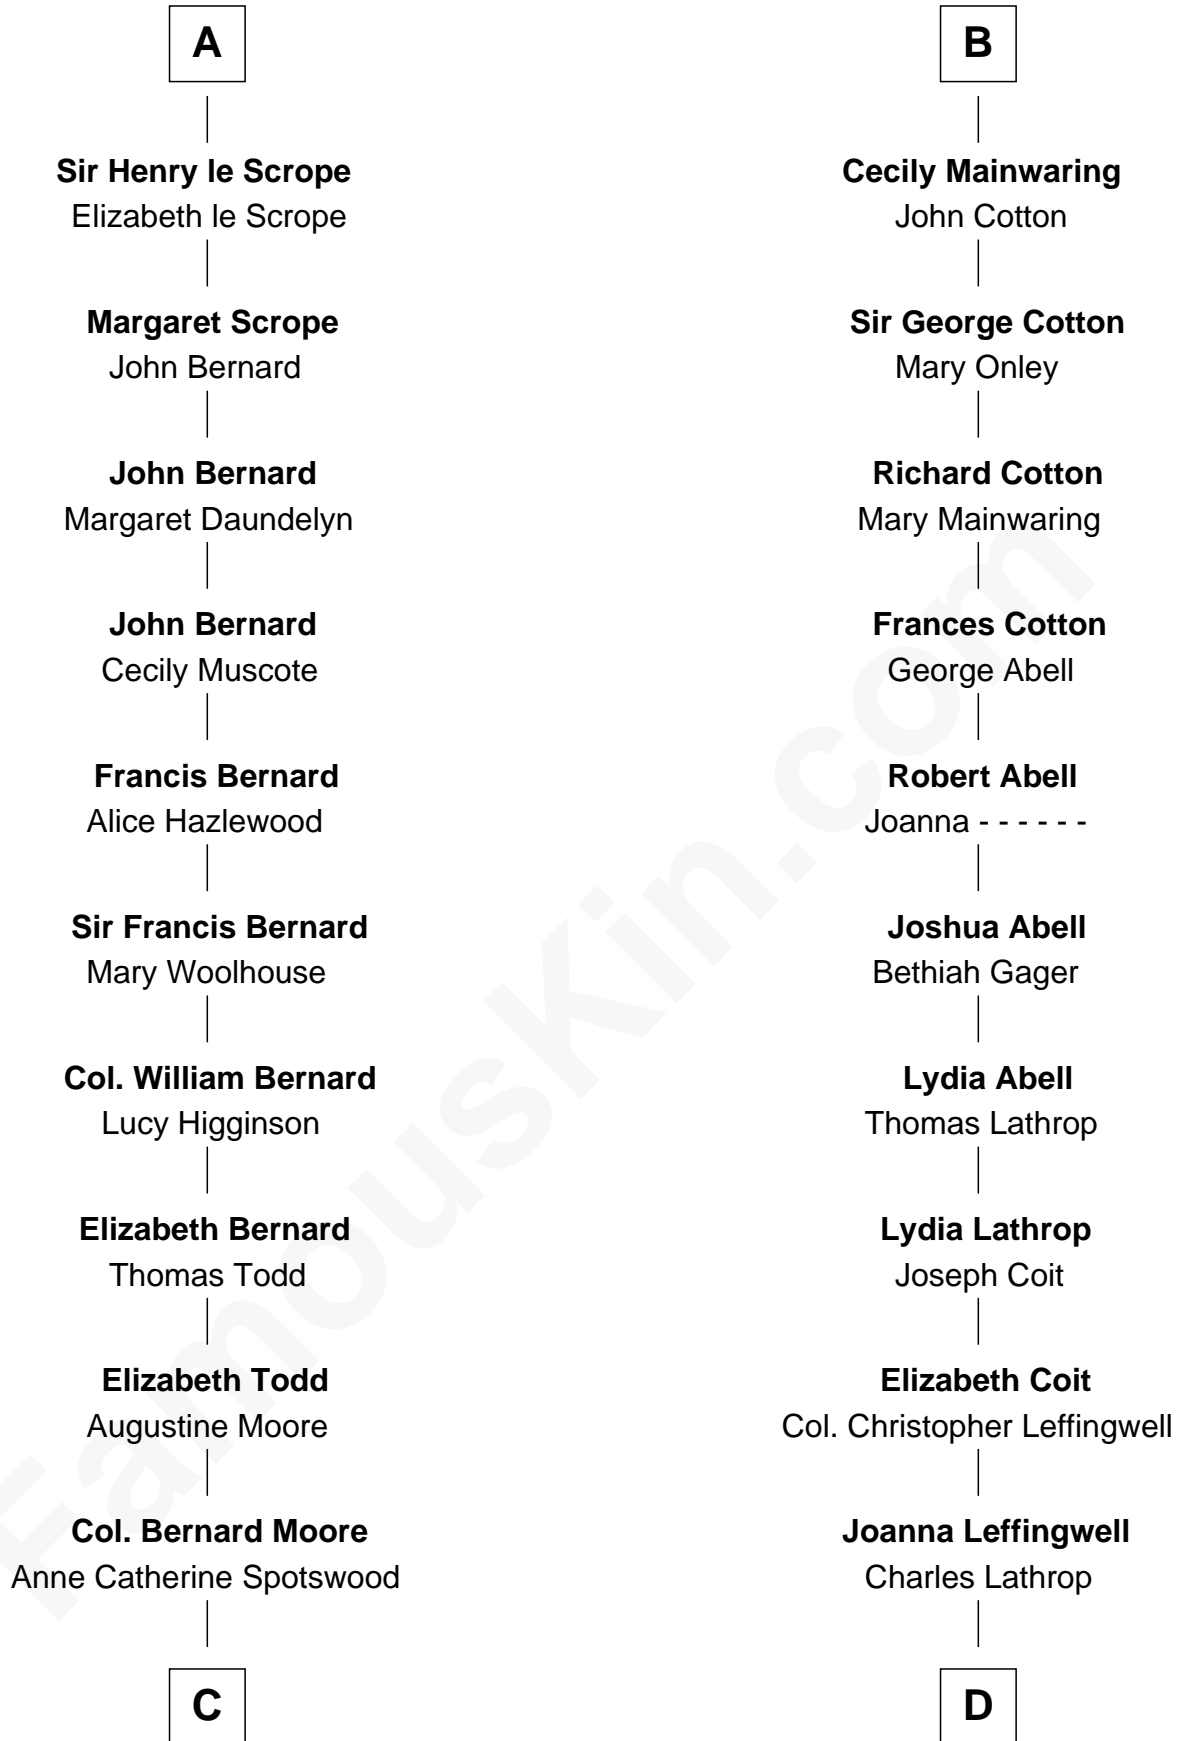 A
Sir Henry le Scrope
Elizabeth le Scrope
Margaret Scrope
John Bernard
John Bernard
Margaret Daundelyn
John Bernard
Cecily Muscote
Francis Bernard
Alice Hazlewood
Sir Francis Bernard
Mary Woolhouse
Col. William Bernard
Lucy Higginson
Elizabeth Bernard
Thomas Todd
Elizabeth Todd
Augustine Moore
Col. Bernard Moore
Anne Catherine Spotswood
C
B
Cecily Mainwaring
John Cotton
Sir George Cotton
Mary Onley
Richard Cotton
Mary Mainwaring
Frances Cotton
George Abell
Robert Abell
Joanna - - - - - -
Joshua Abell
Bethiah Gager
Lydia Abell
Thomas Lathrop
Lydia Lathrop
Joseph Coit
Elizabeth Coit
Col. Christopher Leffingwell
Joanna Leffingwell
Charles Lathrop
D
FamousKin.com